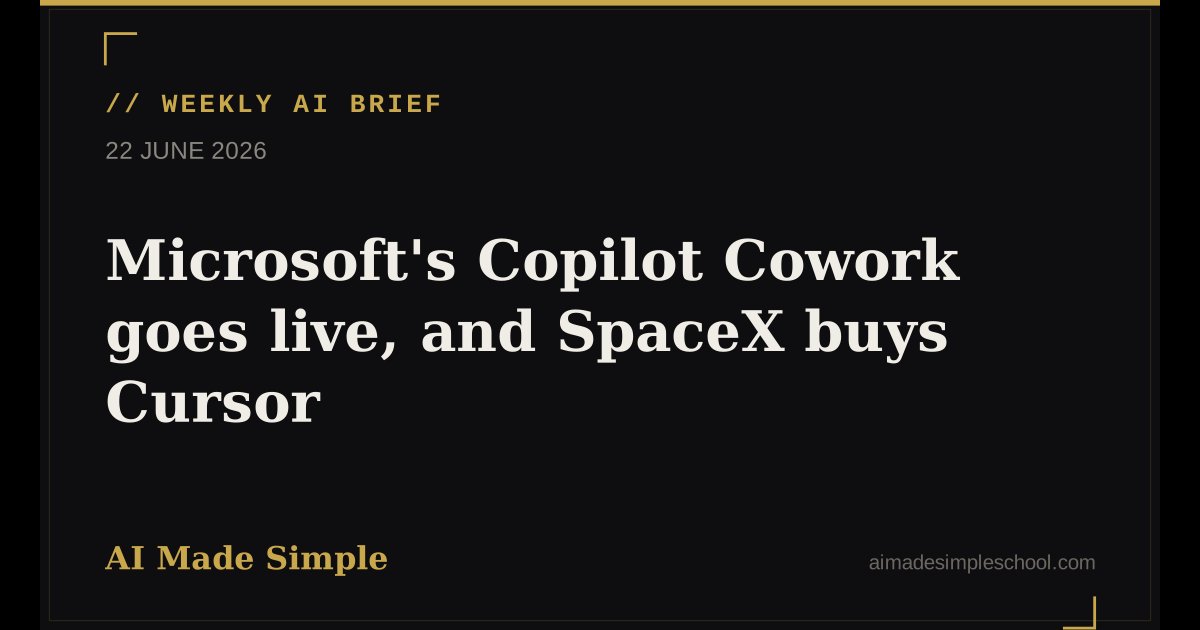 // WEEKLY AI BRIEF
22 JUNE 2026
Microsoft's Copilot Cowork
goes live, and SpaceX buys
Cursor
AI Made Simple
aimadesimpleschool.com